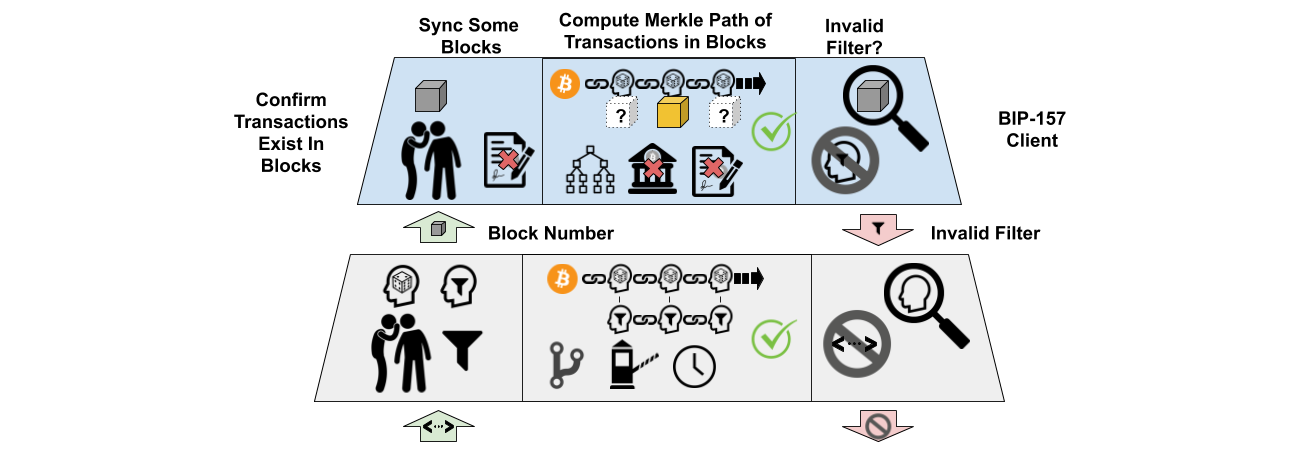 Sync Some
Blocks
Compute Merkle Path of
Transactions in Blocks
Invalid
Filter?
Confirm
Transactions
Exist In
Blocks
? ?
BIP-157
Client
Block Number
Invalid Filter
<...>
<...>